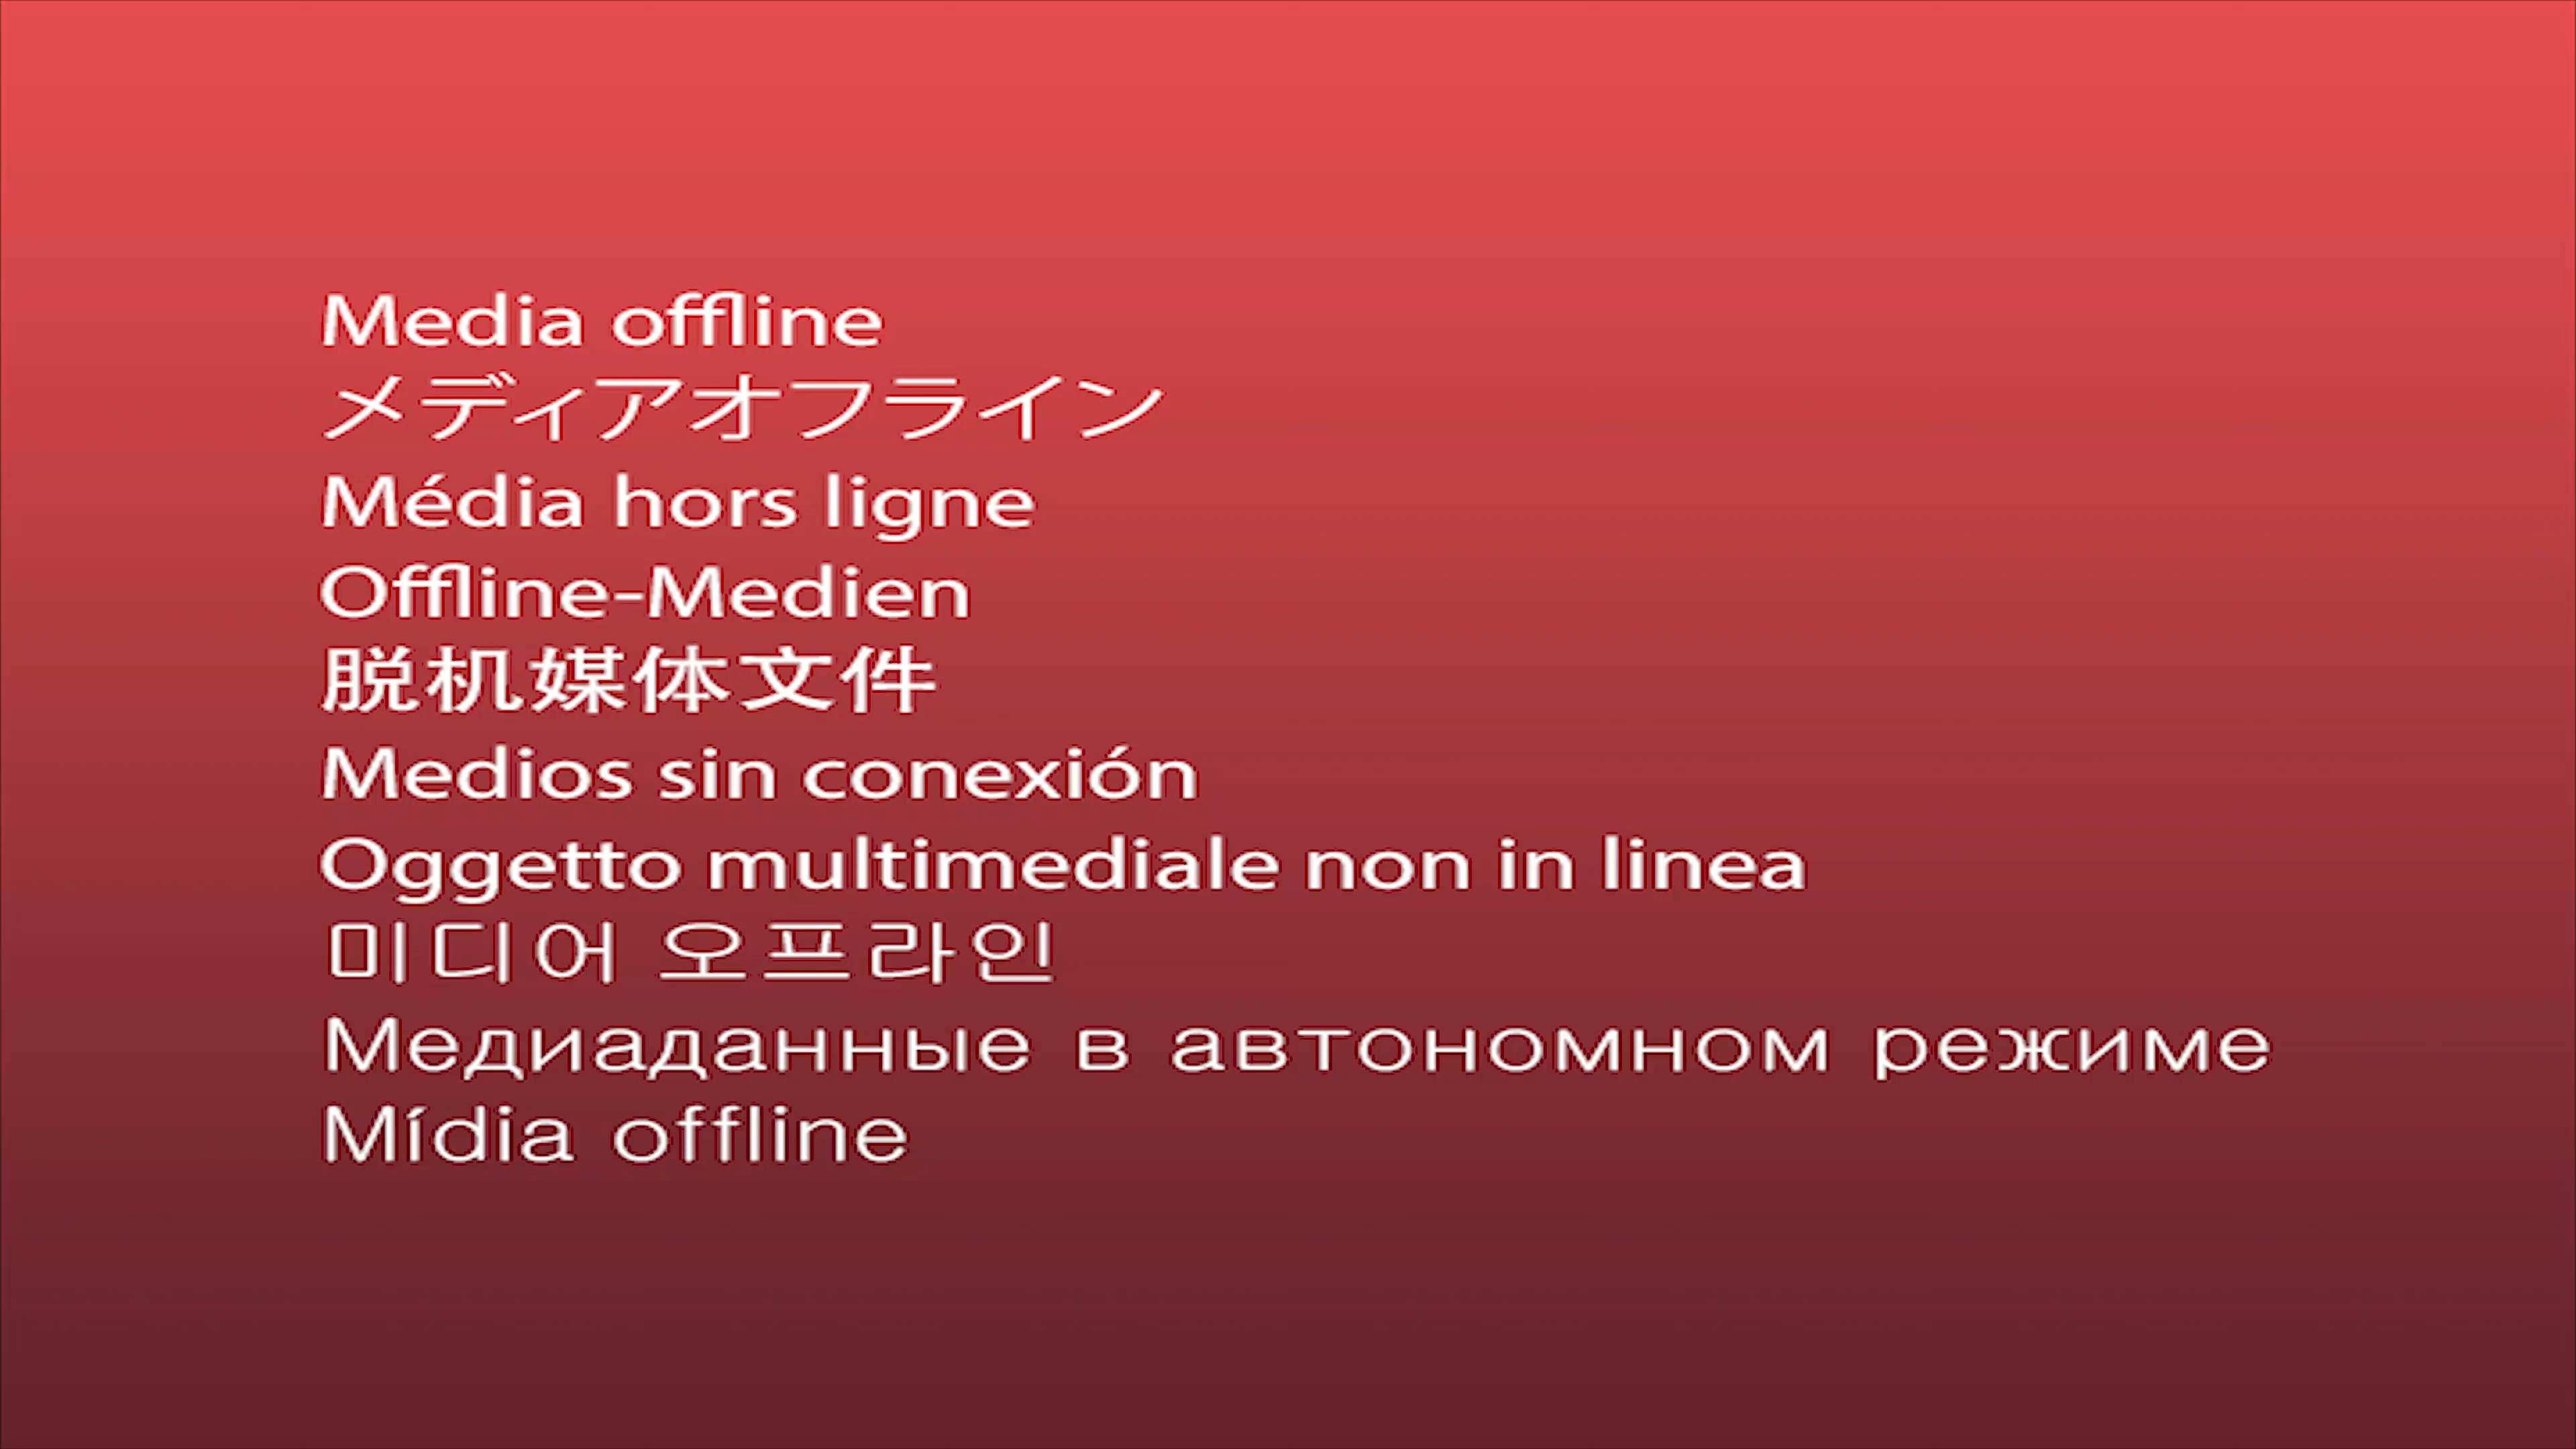 Media offline
メディアオフライン
Média hors ligne
Offline-Medien
脱机媒体文件
Medios sin conexión
Oggetto multimediale non in linea
미디어 오프라인
Медиаданные в автономном режиме
Mídia offline